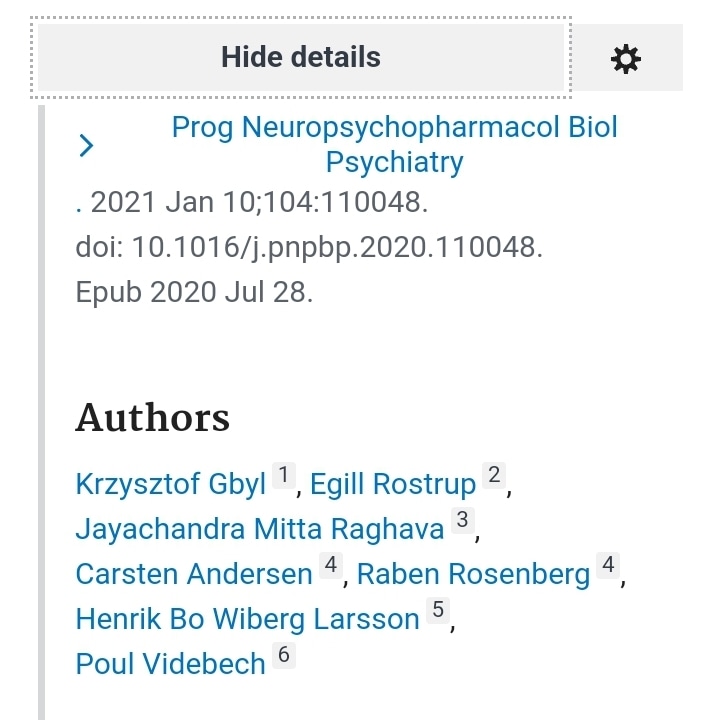 Hide details
Prog Neuropsychopharmacol Biol
Psychiatry
. 2021 Jan 10;104:110048.
doi: 10.1016/j.pnpbp.2020.110048.
Epub 2020 Jul 28.
Authors
Krzysztof Gbyl 1, Egill Rostrup 2,
Jayachandra Mitta Raghava 3,
Carsten Andersen 4, Raben Rosenberg 4,
Henrik Bo Wiberg Larsson 5,
Poul Videbech 6